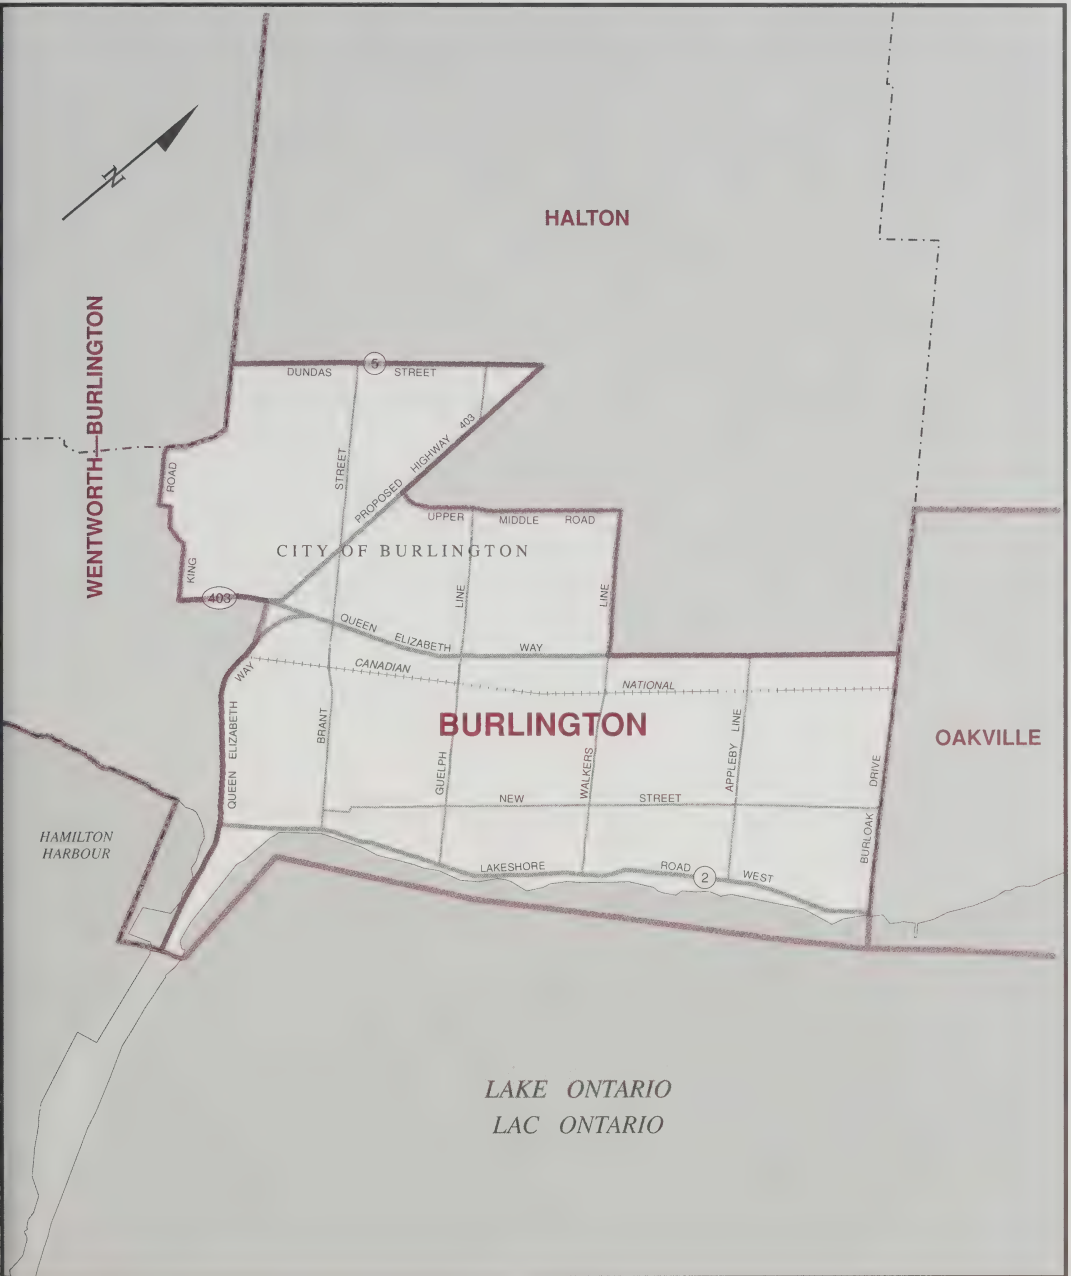 N
HALTON
WENTWORTH—BURLINGTON
5
DUNDAS STREET
ROAD
STREET
PROPOSED HIGHWAY 403
UPPER MIDDLE ROAD
CITY OF BURLINGTON
KING
403
LINE
LINE
QUEEN ELIZABETH WAY
WAY
CANADIAN NATIONAL
BURLINGTON
OAKVILLE
QUEEN ELIZABETH
BRANT
GUELPH
WALKERS
APPLEBY LINE
DRIVE
NEW STREET
BURLOAK
HAMILTON
HARBOUR
LAKESHORE ROAD 2 WEST
LAKE ONTARIO
LAC ONTARIO